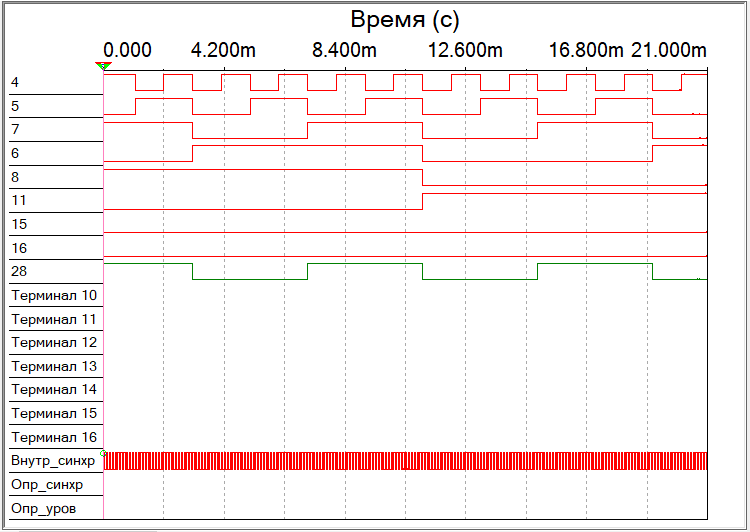 Время (с)
0.000 4.200m 8.400m 12.600m 16.800m 21.000m
4
5
7
6
8
11
15
16
28
Терминал 10
Терминал 11
Терминал 12
Терминал 13
Терминал 14
Терминал 15
Терминал 16
Внутр_синхр
Опр_синхр
Опр_уров